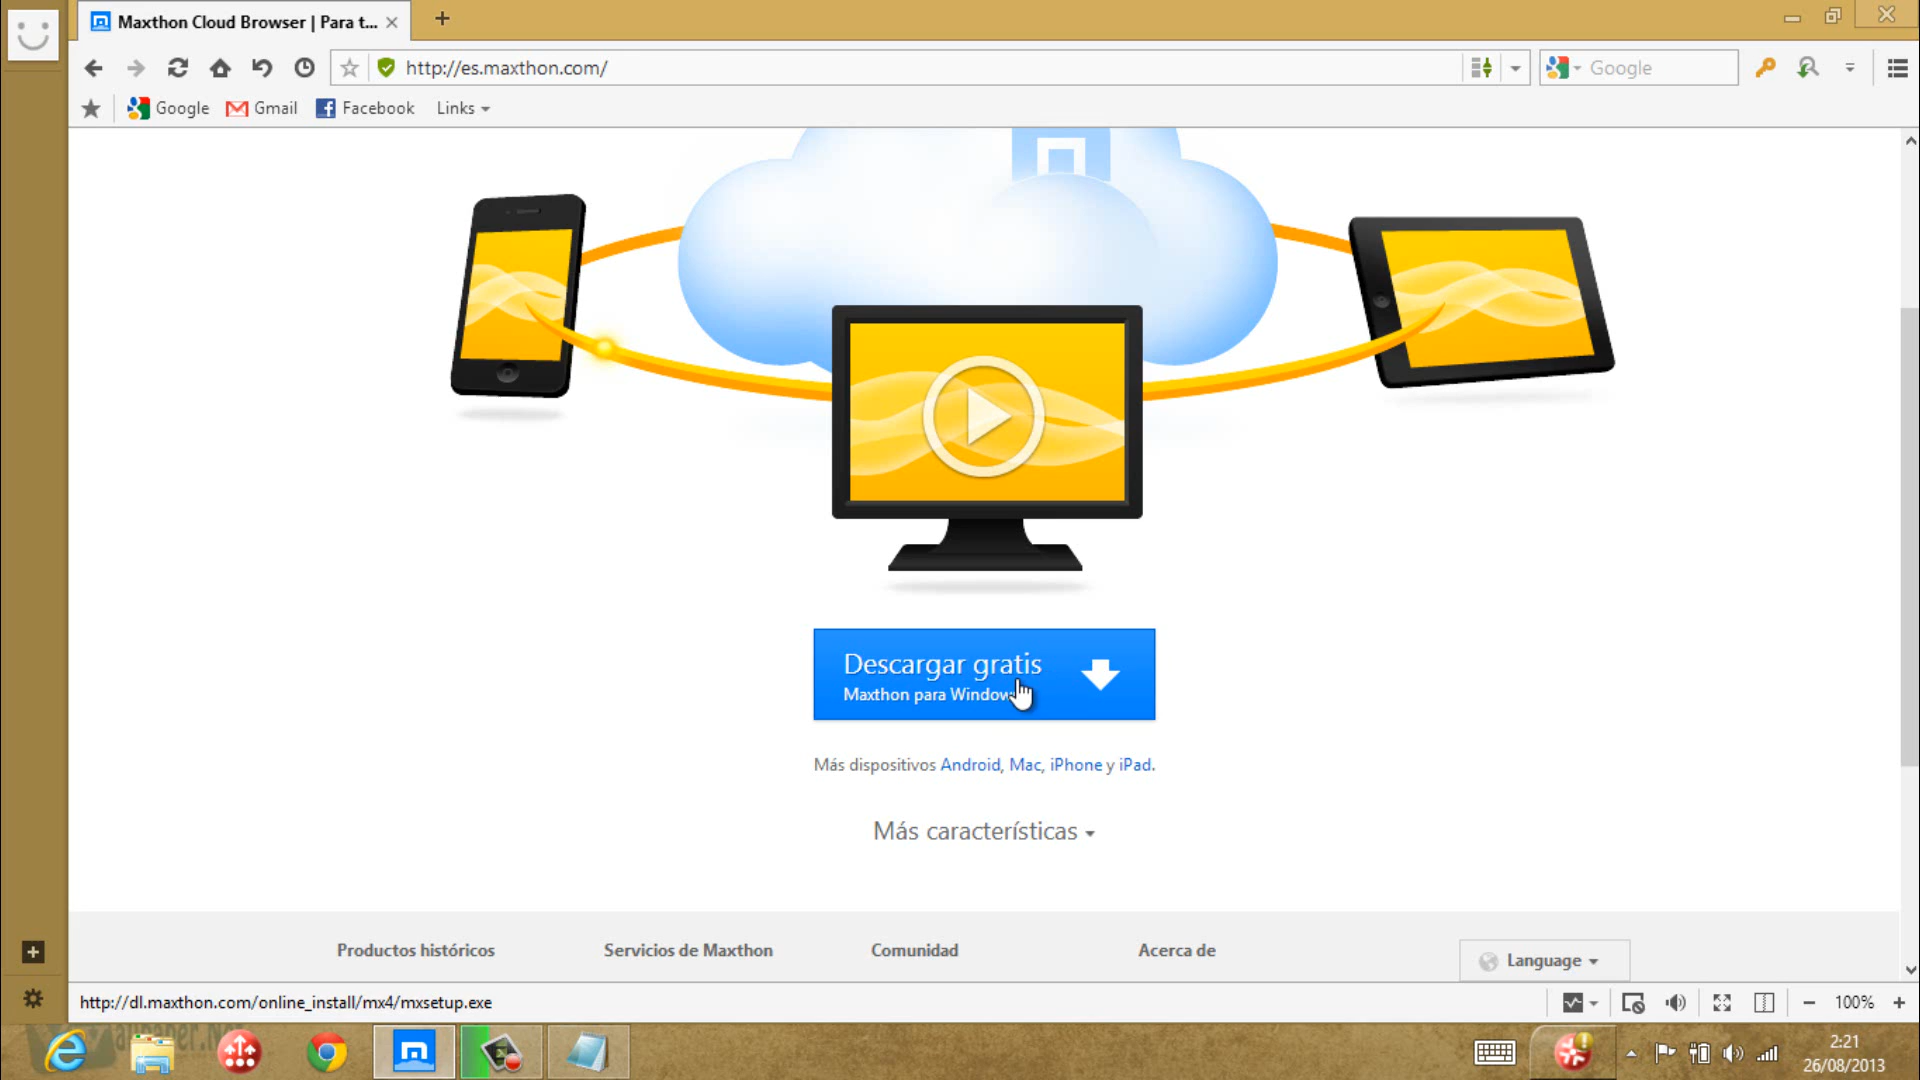 Maxthon Cloud Browser | Para t...
http://es.maxthon.com/
Google
Google
Gmail
Facebook
Links
Descargar gratis
Maxthon para Window
Más dispositivos Android, Mac, iPhone y iPad.
Más características
Productos históricos
Servicios de Maxthon
Comunidad
Acerca de
Language
http://dl.maxthon.com/online_install/mx4/mxsetup.exe
100%
2:21
26/08/2013